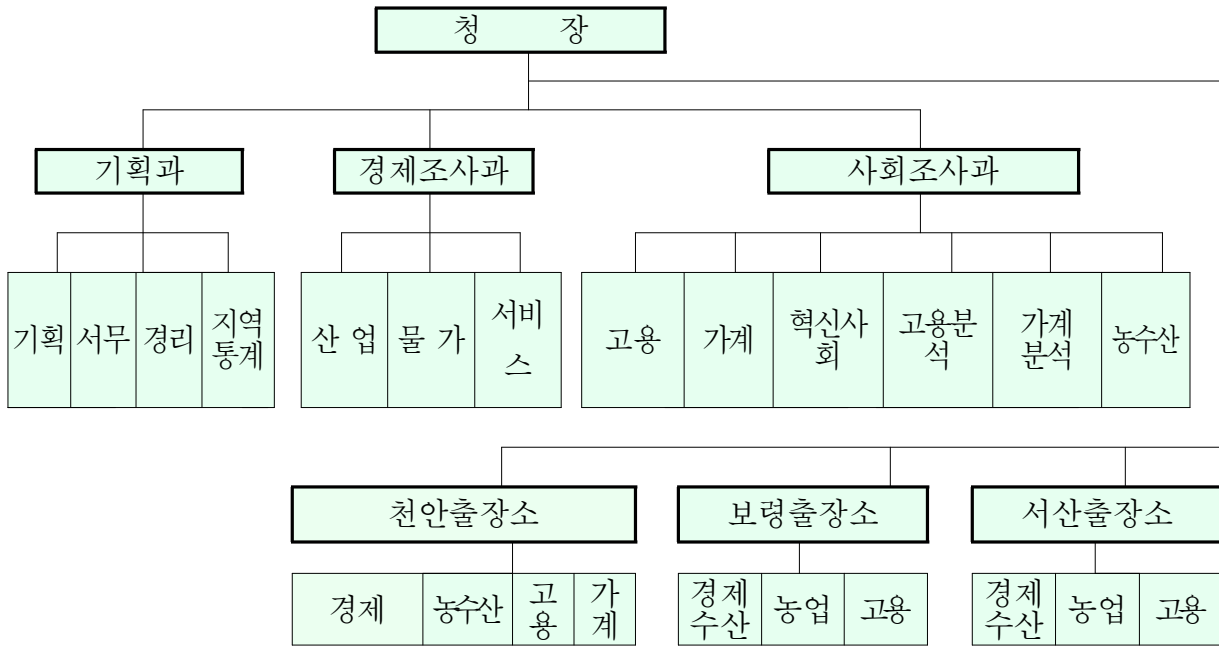 청 장
기획과 경제조사과 사회조사과
기획 서무 경리 지역
통계 산 업 물 가 서비
스 고용 가계 혁신사
회 고용분
석 가계
분석 농수산
천안출장소 보령출장소 서산출장소
경제 농수산 고
용 가
계 경제
수산 농업 고용 경제
수산 농업 고용